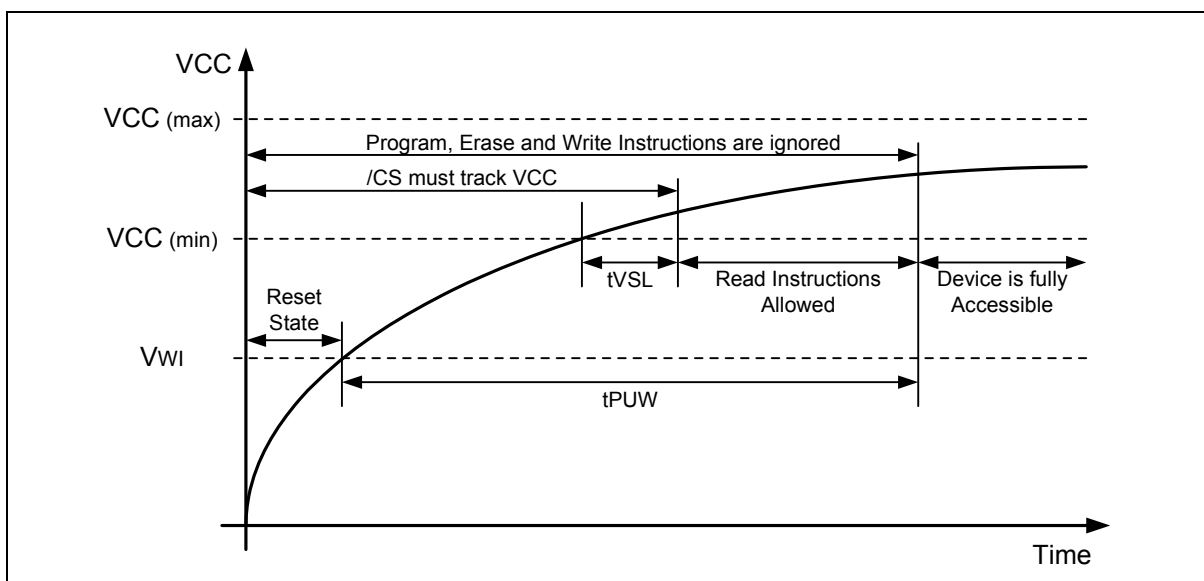 VCC
VCC (max)
Program, Erase and Write Instructions are ignored
/CS must track VCC
VCC (min)
tVSL
Read Instructions
Allowed
Device is fully
Accessible
Reset
State
VWI
tPUW
Time